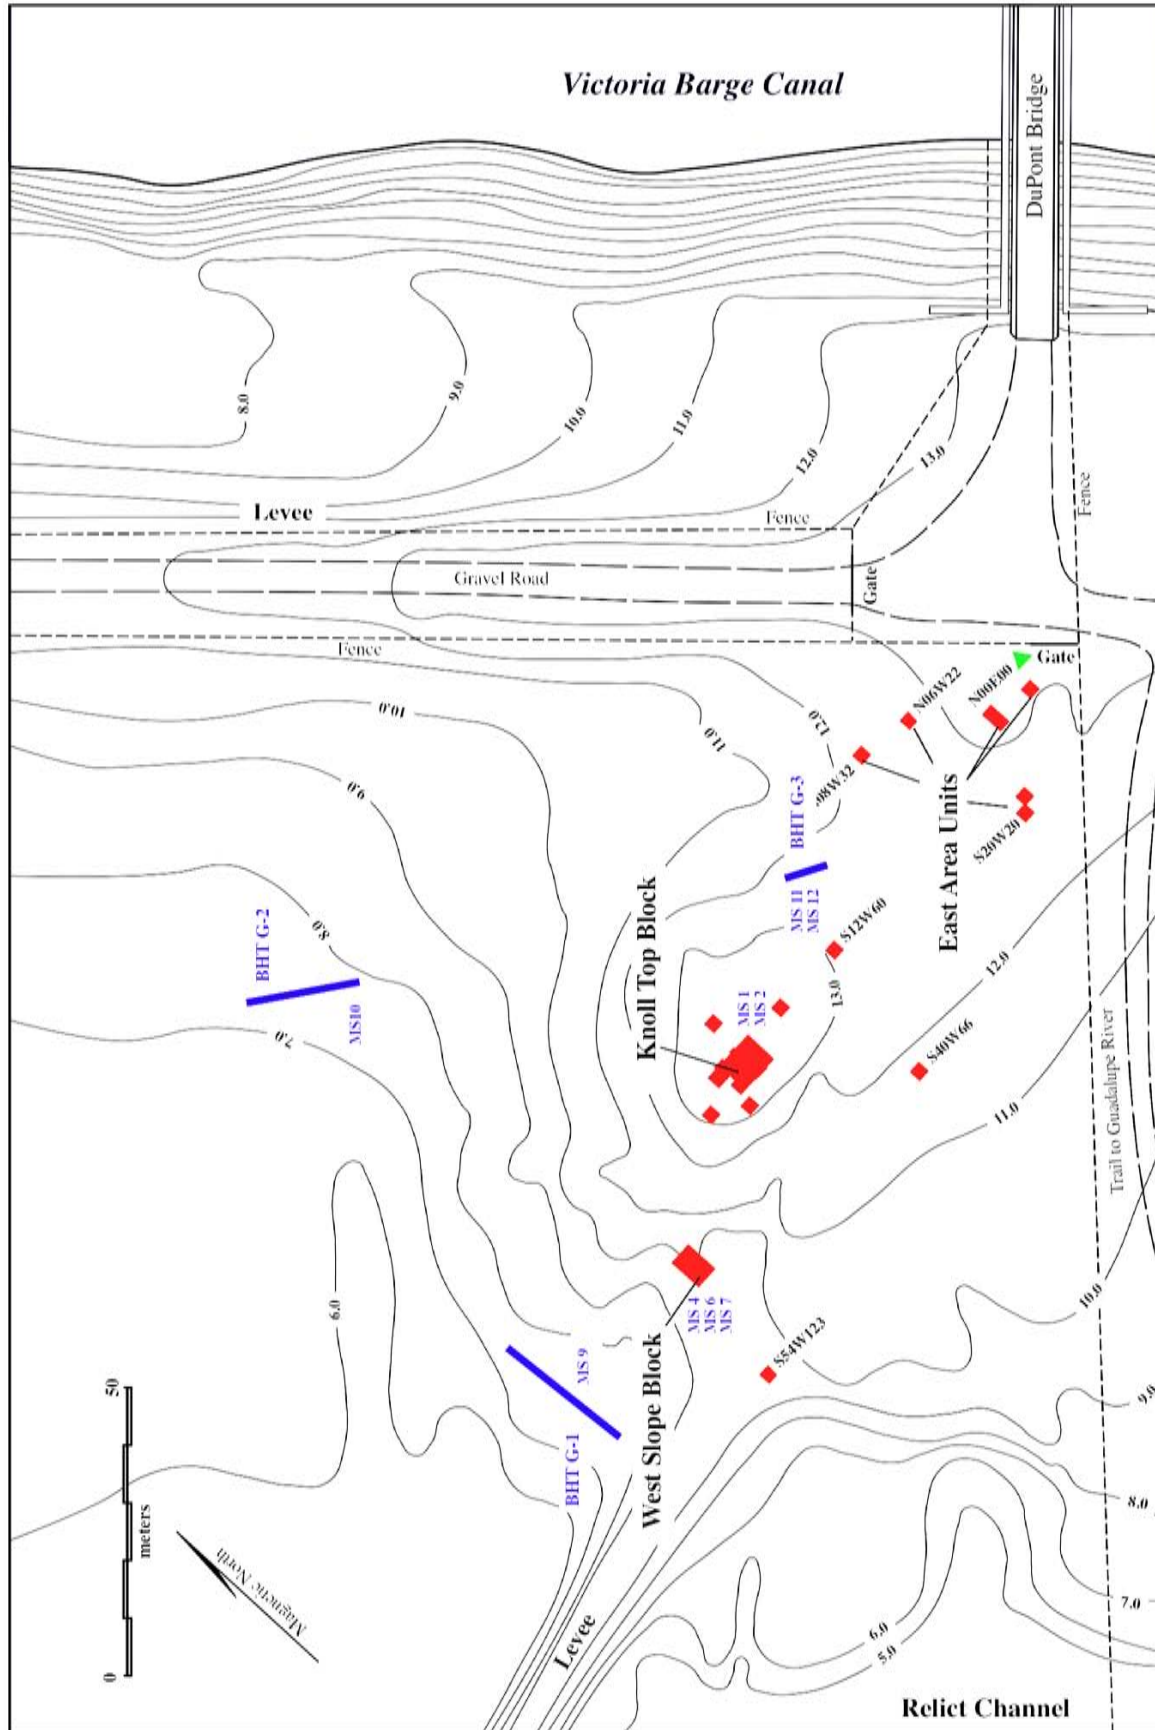 Victoria Barge Canal
DuPont Bridge
8.0
9.0
10.0
11.0
12.0
13.0
Levee
Fence
Fence
Gravel Road
Gate
Fence
Gate
10.0
9.0
11.0
12.0
N06W22
N00E00
08W32
BHT G-3
East Area Units
S20W20
MS 11
MS 12
BHT G-2
8.0
7.0
MS10
Knoll Top Block
MS 1
MS 2
S12W60
13.0
12.0
S40W66
11.0
Trail to Guadalupe River
6.0
MS 4
MS 6
MS 7
West Slope Block
S54W123
10.0
9.0
MS 9
BHT G-1
50
meters
0
Magnetic North
8.0
7.0
6.0
5.0
Levee
Relict Channel